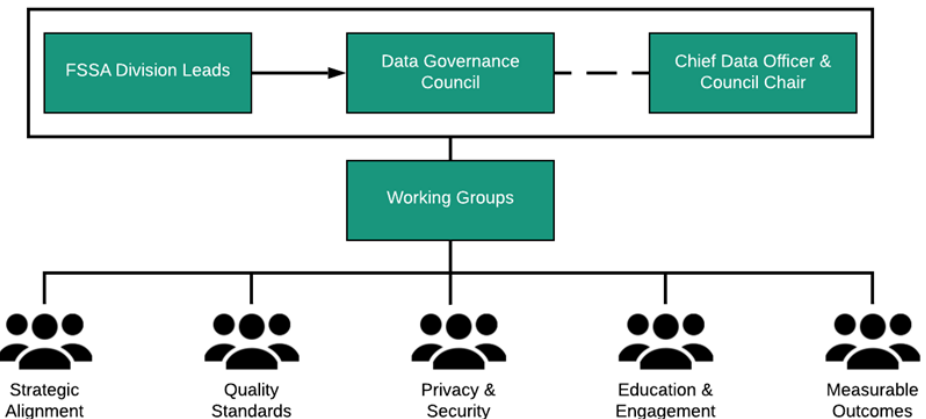 FSSA Division Leads
Data Governance
Council
Chief Data Officer &
Council Chair
Working Groups
Strategic
Alignment
Quality
Standards
Privacy &
Security
Education &
Engagement
Measurable
Outcomes